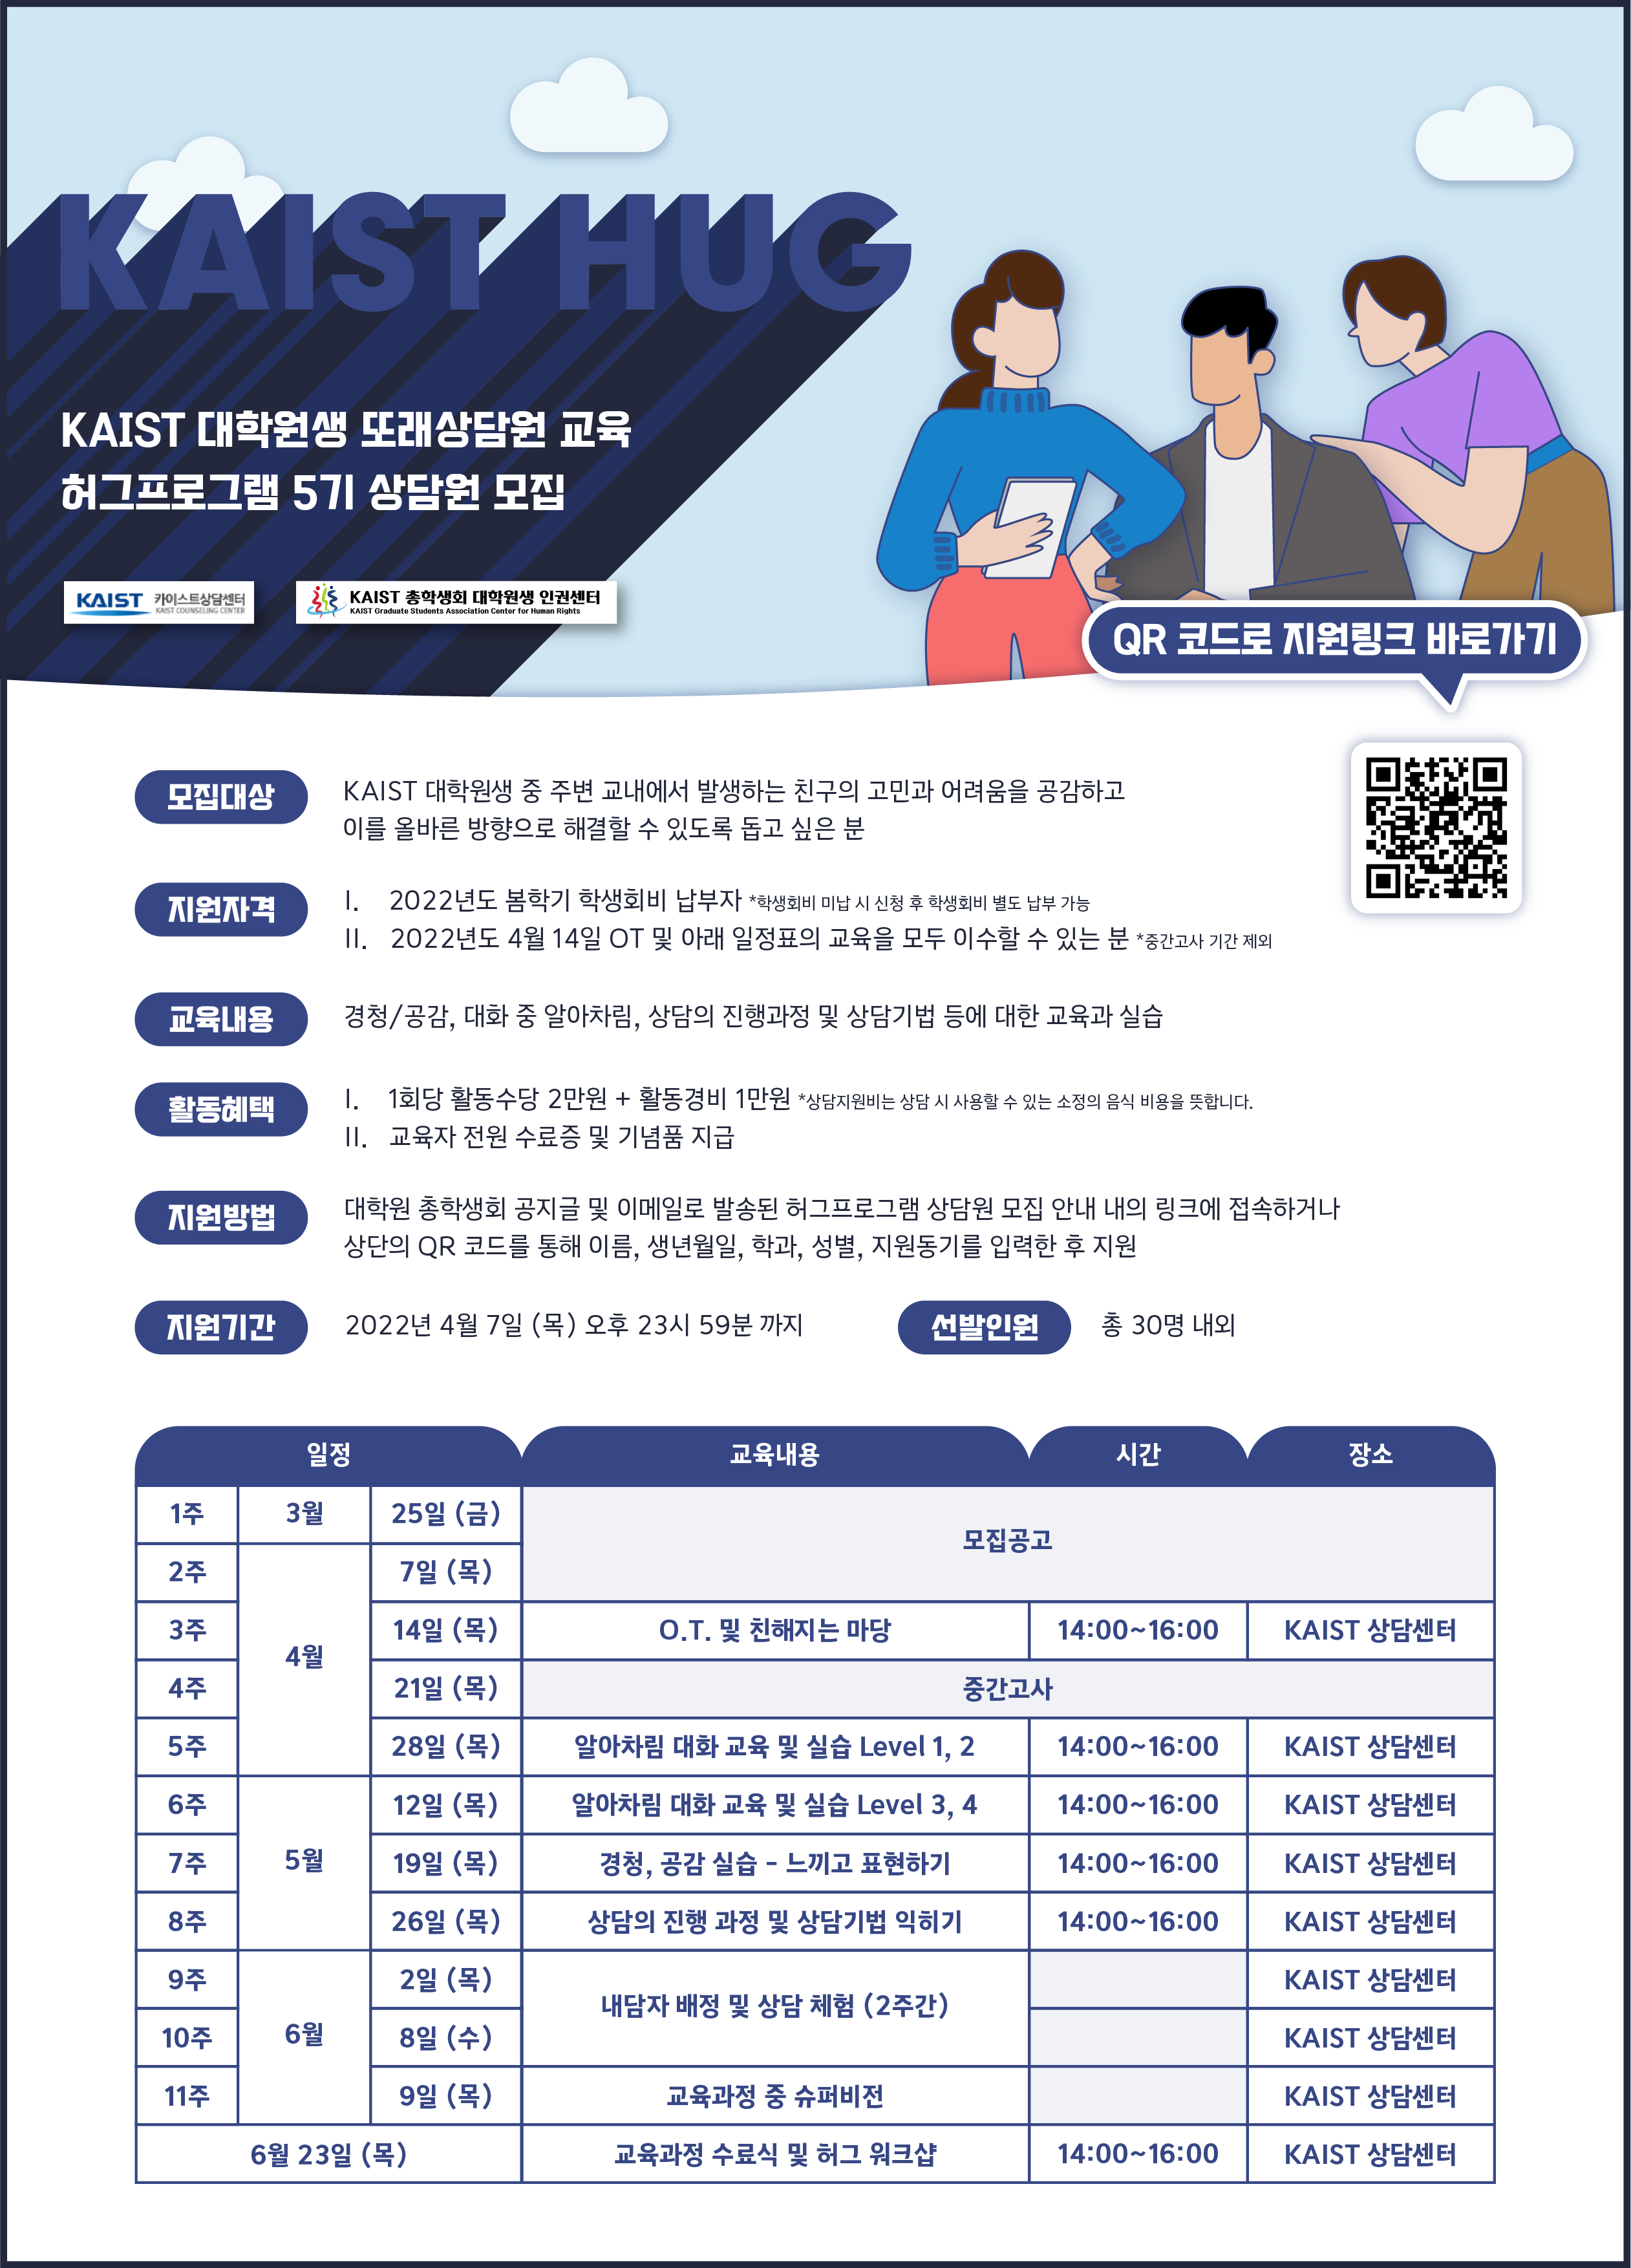 KAIST HUG
KAIST 대학원생 또래상담원 교육
허그프로그램 5기 상담원 모집
KAIST 카이스트상담센터
KAIST COUNSELING CENTER
KAIST 총학생회 대학원생 인권센터
KAIST Graduate Students Association Center for Human Rights
QR 코드로 지원링크 바로가기
모집대상
KAIST 대학원생 중 주변 교내에서 발생하는 친구의 고민과 어려움을 공감하고
이를 올바른 방향으로 해결할 수 있도록 돕고 싶은 분
지원자격
I. 2022년도 봄학기 학생회비 납부자 *학생회비 미납 시 신청 후 학생회비 별도 납부 가능
II. 2022년도 4월 14일 OT 및 아래 일정표의 교육을 모두 이수할 수 있는 분 *중간고사 기간 제외
교육내용
경청/공감, 대화 중 알아차림, 상담의 진행과정 및 상담기법 등에 대한 교육과 실습
활동혜택
I. 1회당 활동수당 2만원 + 활동경비 1만원 *상담지원비는 상담 시 사용할 수 있는 소정의 음식 비용을 뜻합니다.
II. 교육자 전원 수료증 및 기념품 지급
지원방법
대학원 총학생회 공지글 및 이메일로 발송된 허그프로그램 상담원 모집 안내 내의 링크에 접속하거나
상단의 QR 코드를 통해 이름, 생년월일, 학과, 성별, 지원동기를 입력한 후 지원
지원기간
2022년 4월 7일 (목) 오후 23시 59분 까지
선발인원
총 30명 내외
일정 교육내용 시간 장소
1주 3월 25일 (금) 모집공고
2주 4월 7일 (목)
3주 14일 (목) O.T. 및 친해지는 마당 14:00~16:00 KAIST 상담센터
4주 21일 (목) 중간고사
5주 28일 (목) 알아차림 대화 교육 및 실습 Level 1, 2 14:00~16:00 KAIST 상담센터
6주 5월 12일 (목) 알아차림 대화 교육 및 실습 Level 3, 4 14:00~16:00 KAIST 상담센터
7주 19일 (목) 경청, 공감 실습 - 느끼고 표현하기 14:00~16:00 KAIST 상담센터
8주 26일 (목) 상담의 진행 과정 및 상담기법 익히기 14:00~16:00 KAIST 상담센터
9주 6월 2일 (목) 내담자 배정 및 상담 체험 (2주간) KAIST 상담센터
10주 8일 (수) KAIST 상담센터
11주 9일 (목) 교육과정 중 슈퍼비전 KAIST 상담센터
6월 23일 (목) 교육과정 수료식 및 허그 워크샵 14:00~16:00 KAIST 상담센터